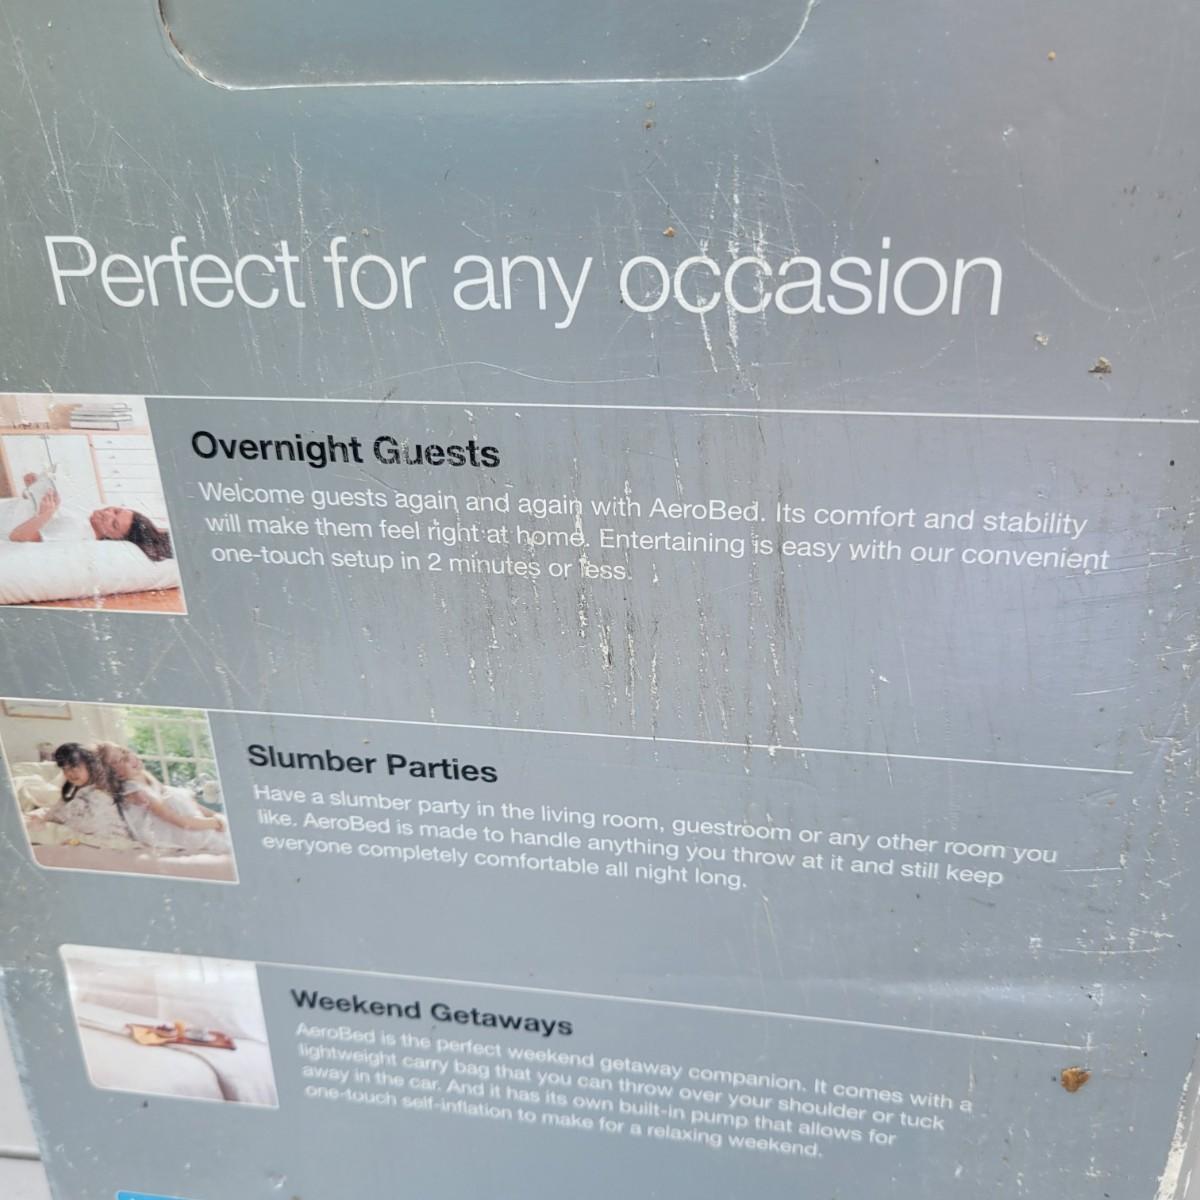 Perfect for any occasion
Overnight Guests
Welcome guests again and again with AeroBed. Its comfort and stability
will make them feel right at home. Entertaining is easy with our convenient
one-touch setup in 2 minutes or less.
Slumber Parties
Have a slumber party in the living room, guestroom or any other room you
like. AeroBed is made to handle anything you throw at it and still keep
everyone completely comfortable all night long.
Weekend Getaways
AeroBed is the perfect weekend getaway companion. It comes with a
lightweight carry bag that you can throw over your shoulder or tuck
away in the car. And it has its own built-in pump that allows for
one-touch self-inflation to make for a relaxing weekend.